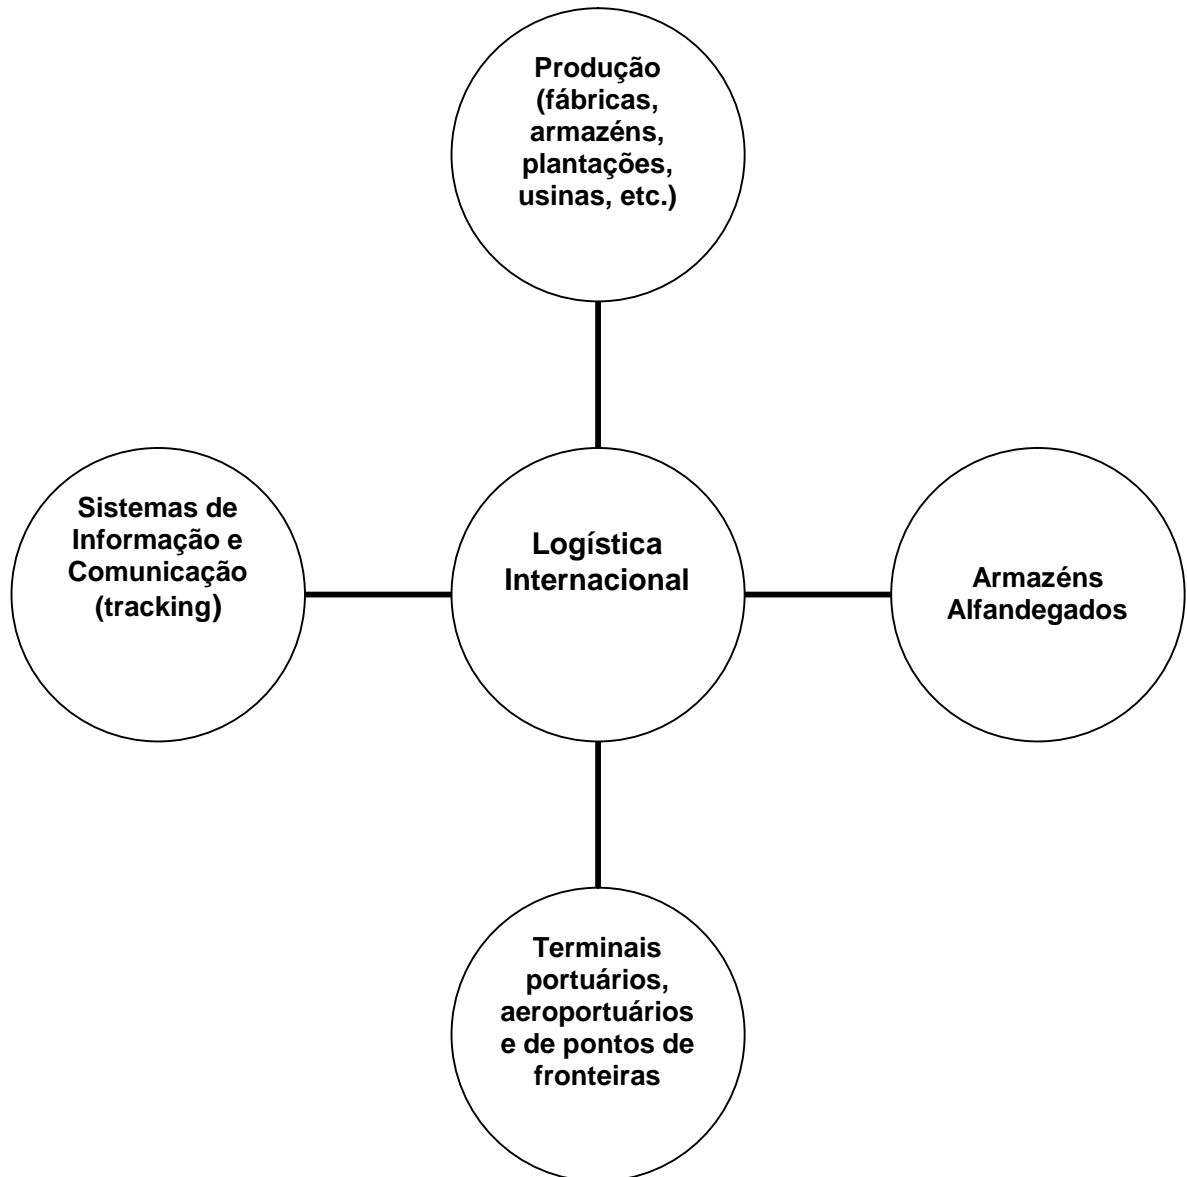 Produção
(fábricas,
armazéns,
plantações,
usinas, etc.)
Sistemas de
Informação e
Comunicação
(tracking)
Logística
Internacional
Armazéns
Alfandegados
Terminais
portuários,
aeroportuários
e de pontos de
fronteiras